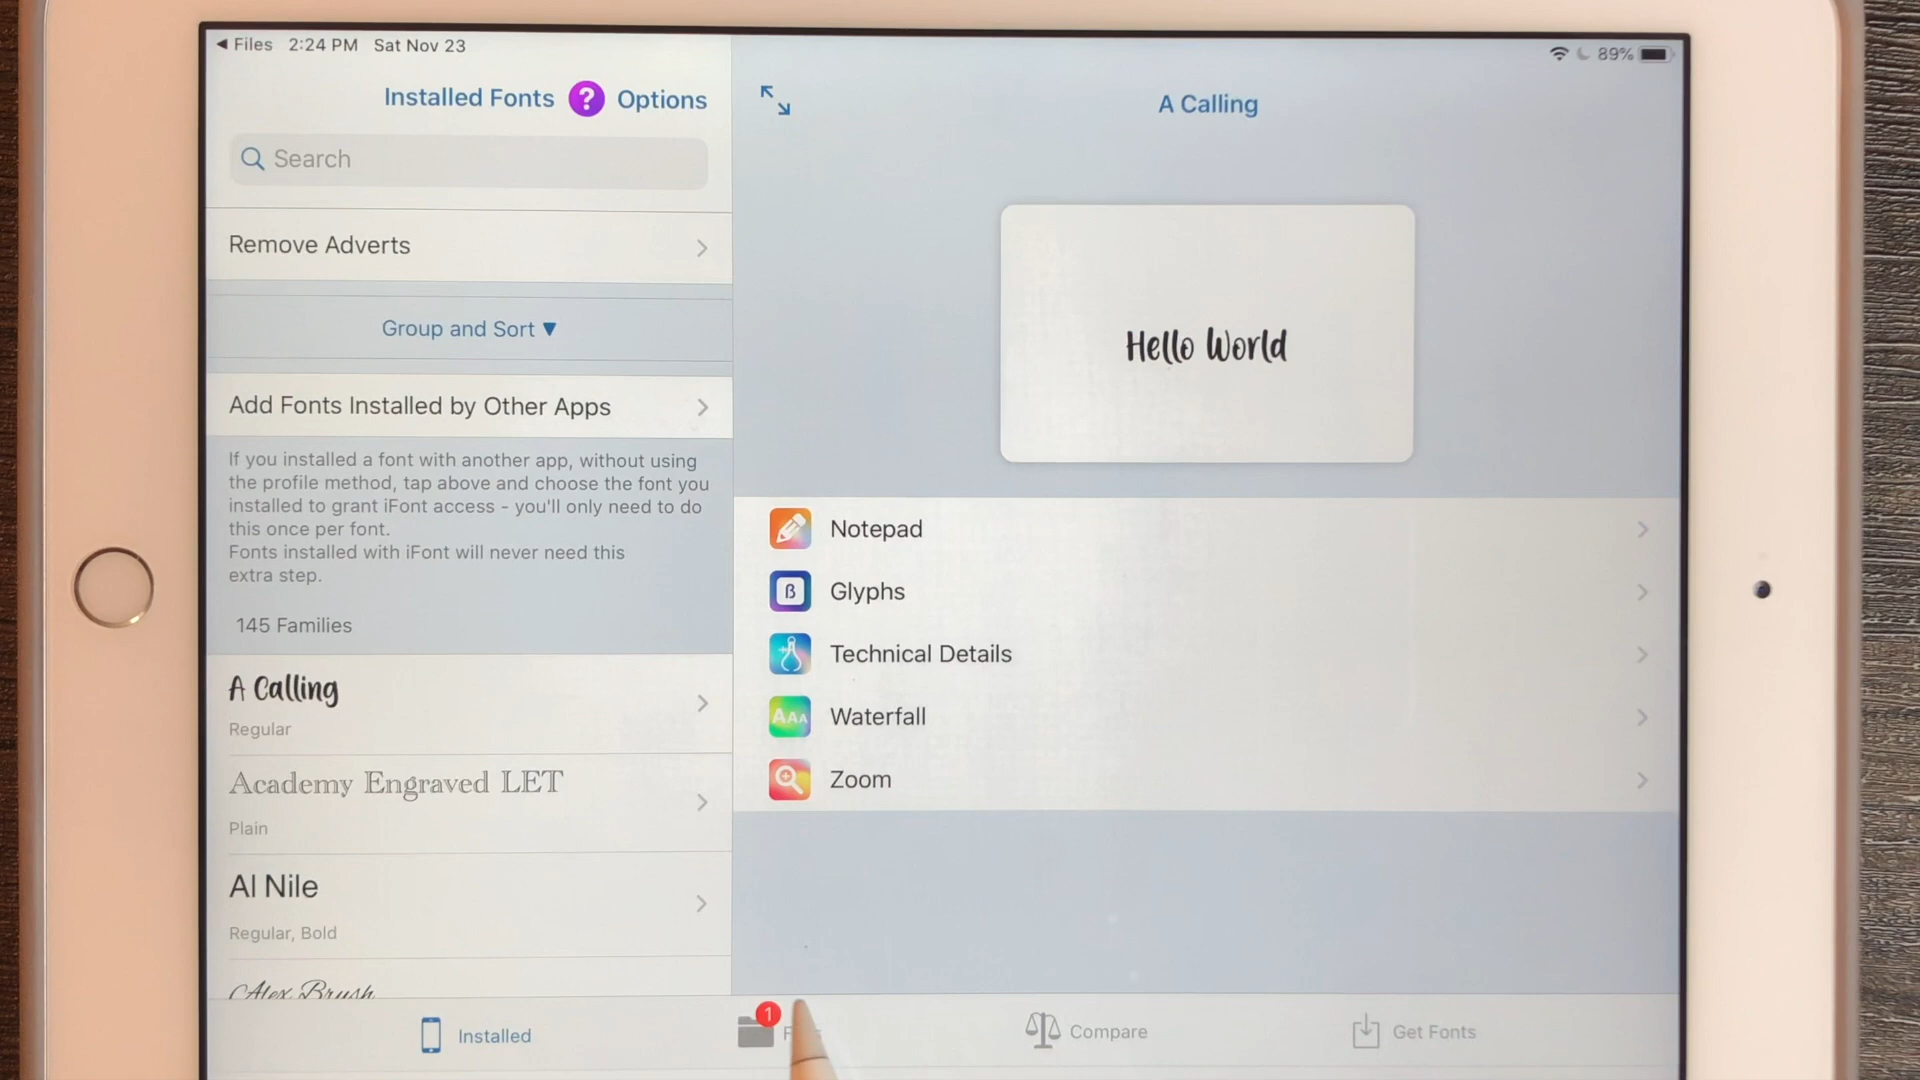 Files 2:24 PM Sat Nov 23
89%
Installed Fonts ? Options
Search
Remove Adverts
Group and Sort ▼
Add Fonts Installed by Other Apps
If you installed a font with another app, without using
the profile method, tap above and choose the font you
installed to grant iFont access - you'll only need to do
this once per font.
Fonts installed with iFont will never need this
extra step.
145 Families
A Calling
Regular
Academy Engraved LET
Plain
Al Nile
Regular, Bold
Alex Brush
A Calling
Hello World
Notepad
ß Glyphs
Technical Details
AAA Waterfall
Zoom
Installed
1
Compare
Get Fonts